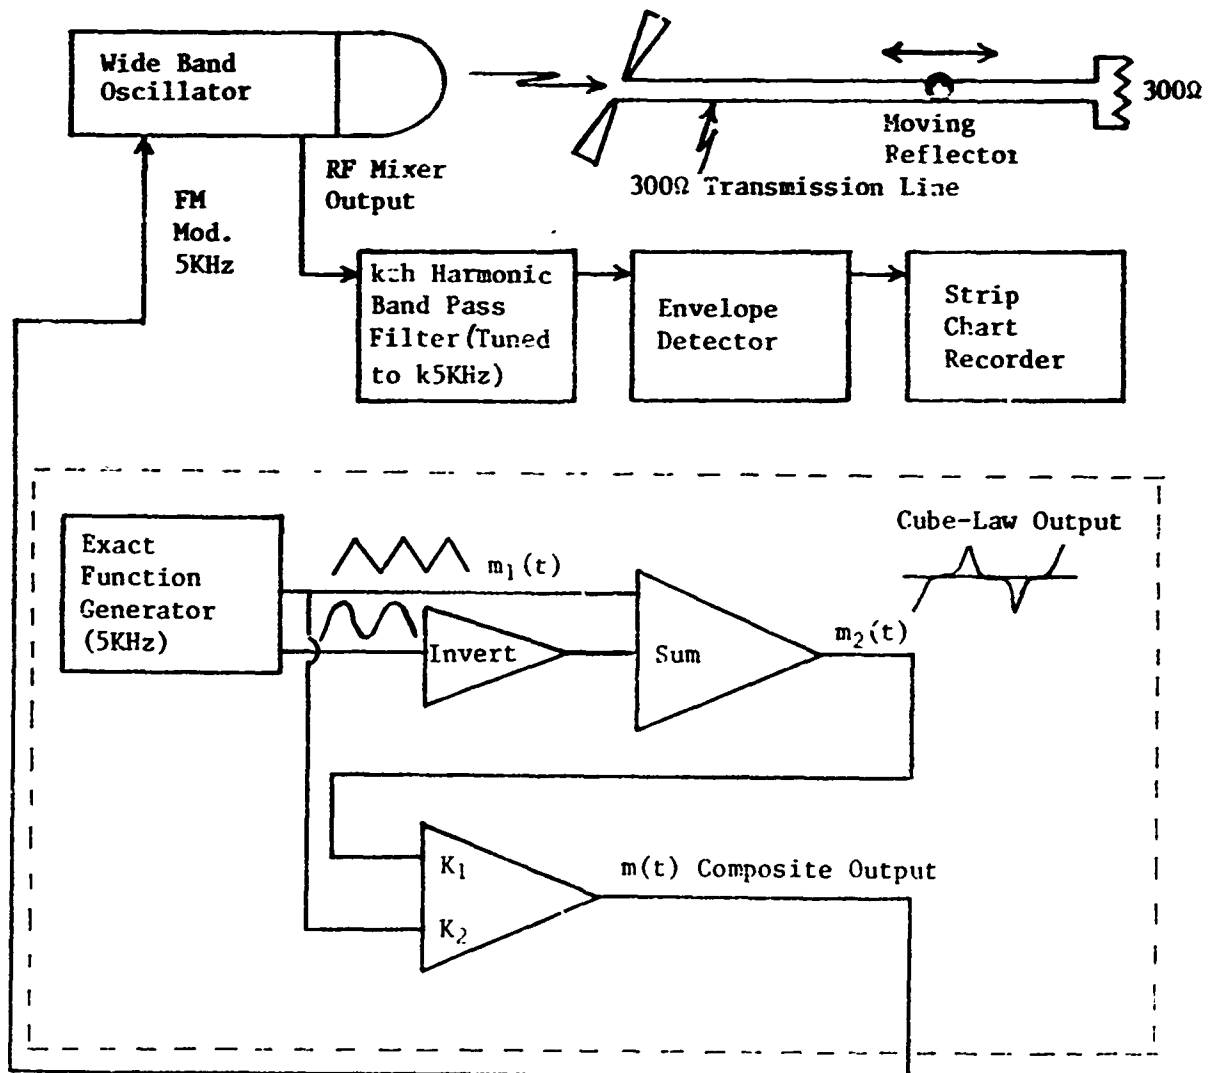 Wide Band
Oscillator
300Ω
Moving
Reflector
RF Mixer
Output
300Ω Transmission Line
FM
Mod.
5KHz
kth Harmonic
Band Pass
Filter (Tuned
to k5KHz)
Envelope
Detector
Strip
Chart
Recorder
Cube-Law Output
Exact
Function
Generator
(5KHz)
m₁(t)
Invert
Sum
m₂(t)
K₁
m(t) Composite Output
K₂